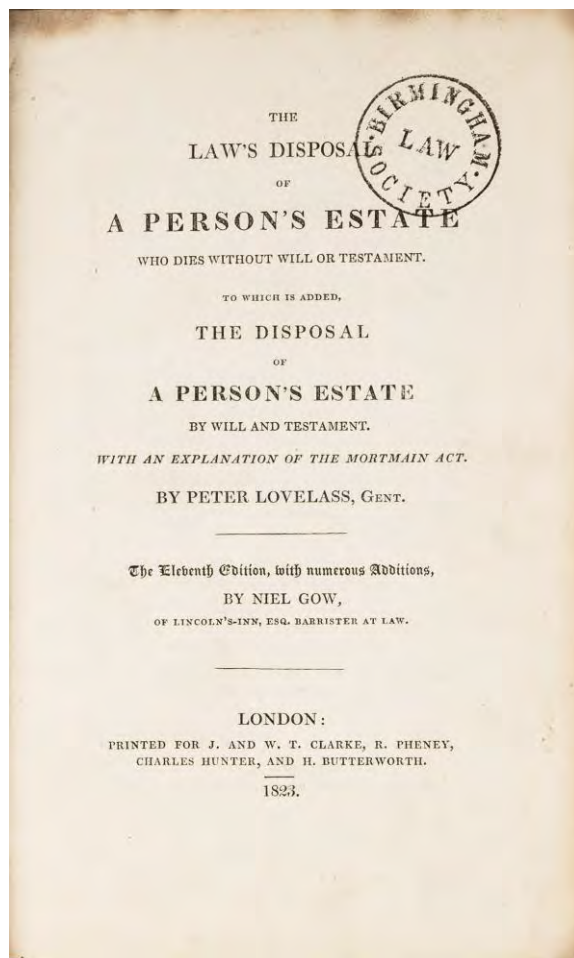 THE
LAW'S DISPOSAL
OF
A PERSON'S ESTATE
WHO DIES WITHOUT WILL OR TESTAMENT.
TO WHICH IS ADDED,
THE DISPOSAL
OF
A PERSON'S ESTATE
BY WILL AND TESTAMENT.
WITH AN EXPLANATION OF THE MORTMAIN ACT.
BY PETER LOVELASS, GENT.
The Eleventh Edition, with numerous Additions,
BY NIEL GOW,
OF LINCOLN'S-INN, ESQ. BARRISTER AT LAW.
LONDON:
PRINTED FOR J. AND W. T. CLARKE, R. PHENEY,
CHARLES HUNTER, AND H. BUTTERWORTH.
1823.
BIRMINGHAM
LAW
SOCIETY